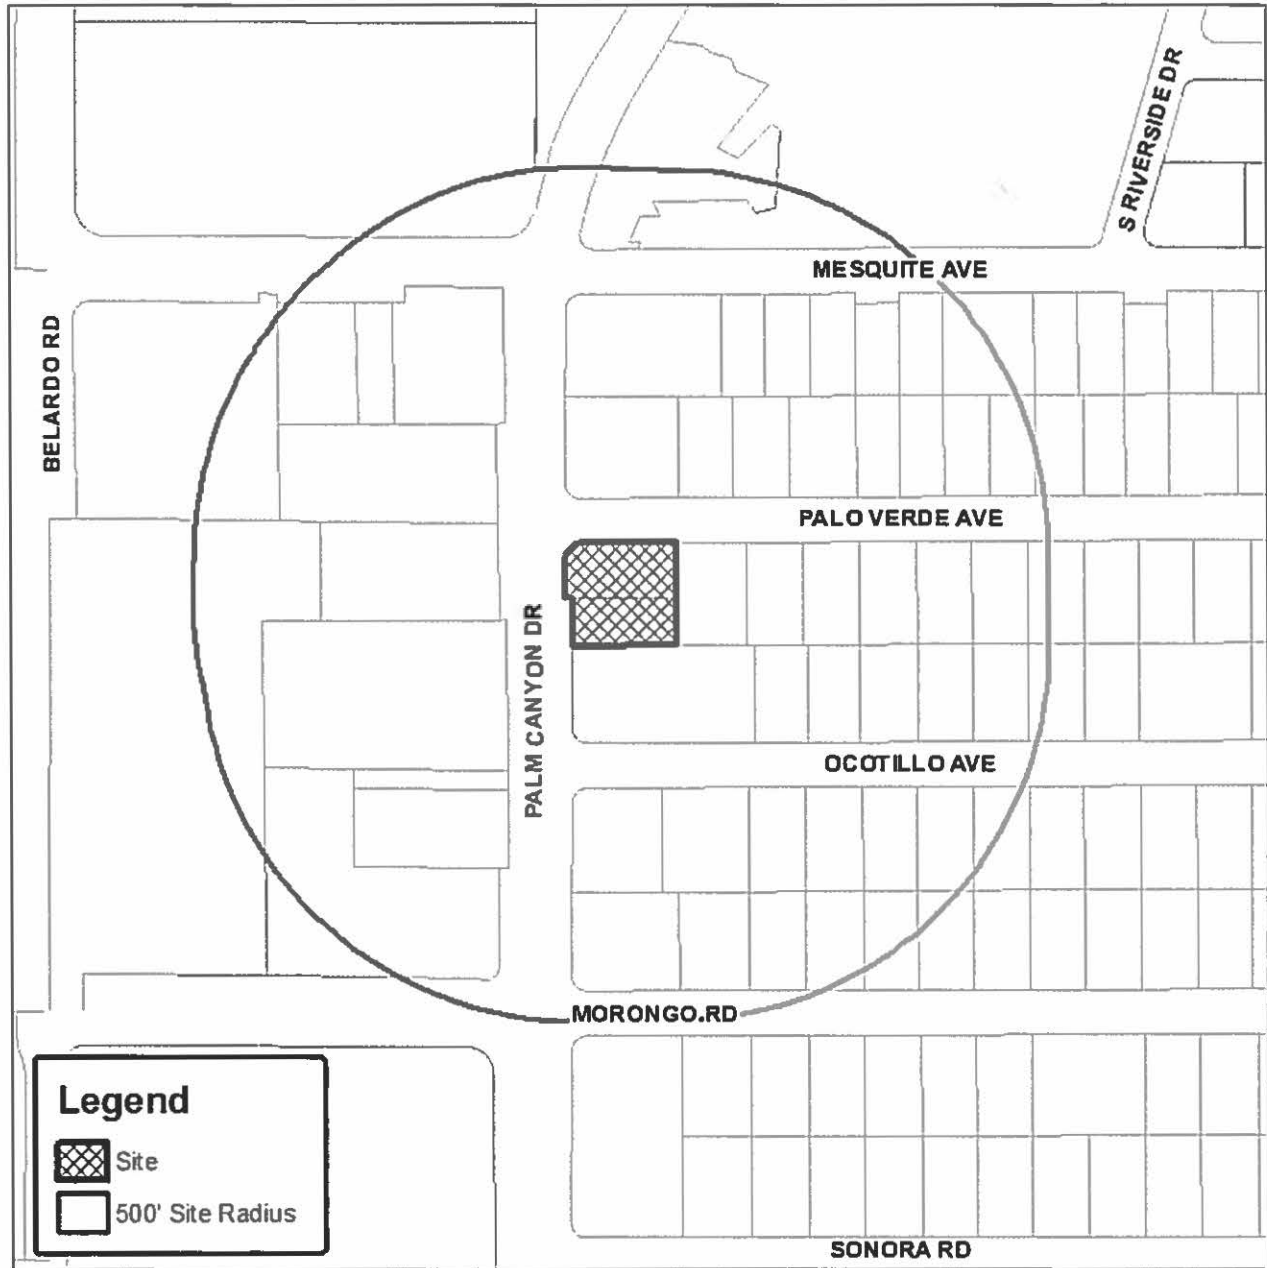 S RIVERSIDE DR
MESQUITE AVE
BELARDO RD
PALO VERDE AVE
PALM CANYON DR
OCOTILLO AVE
MORONGO.RD
Legend
Site
500' Site Radius
SONORA RD